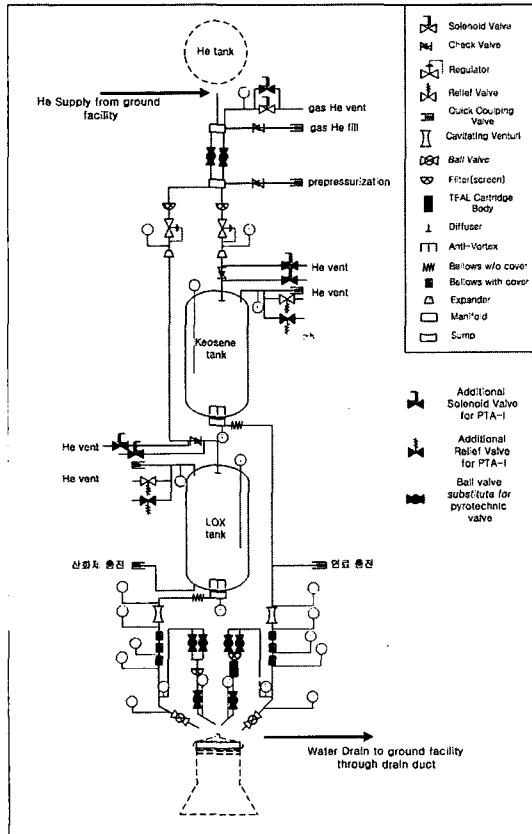 He tank
He Supply from ground
facility
gas He vent
gas He fill
prepressurization
He vent
He vent
Keosene
tank
He vent
He vent
LOX
tank
산화제 충전
연료 충전
Water Drain to ground facility
through drain duct
Solenoid Valve
Check Valve
Regulator
Relief Valve
Quick Coulping
Valve
Cavitating Venturi
Ball Valve
Filter(screen)
TEAL Cartridge
Body
Diffuser
Anti-Vortex
Bellows w/o cover
Bellows with cover
Expander
Manifold
Sump
Additional
Solenoid Valve
for PTA-I
Additional
Relief Valve
for PTA-I
Ball valve
substitute for
pyrotechnic
valve